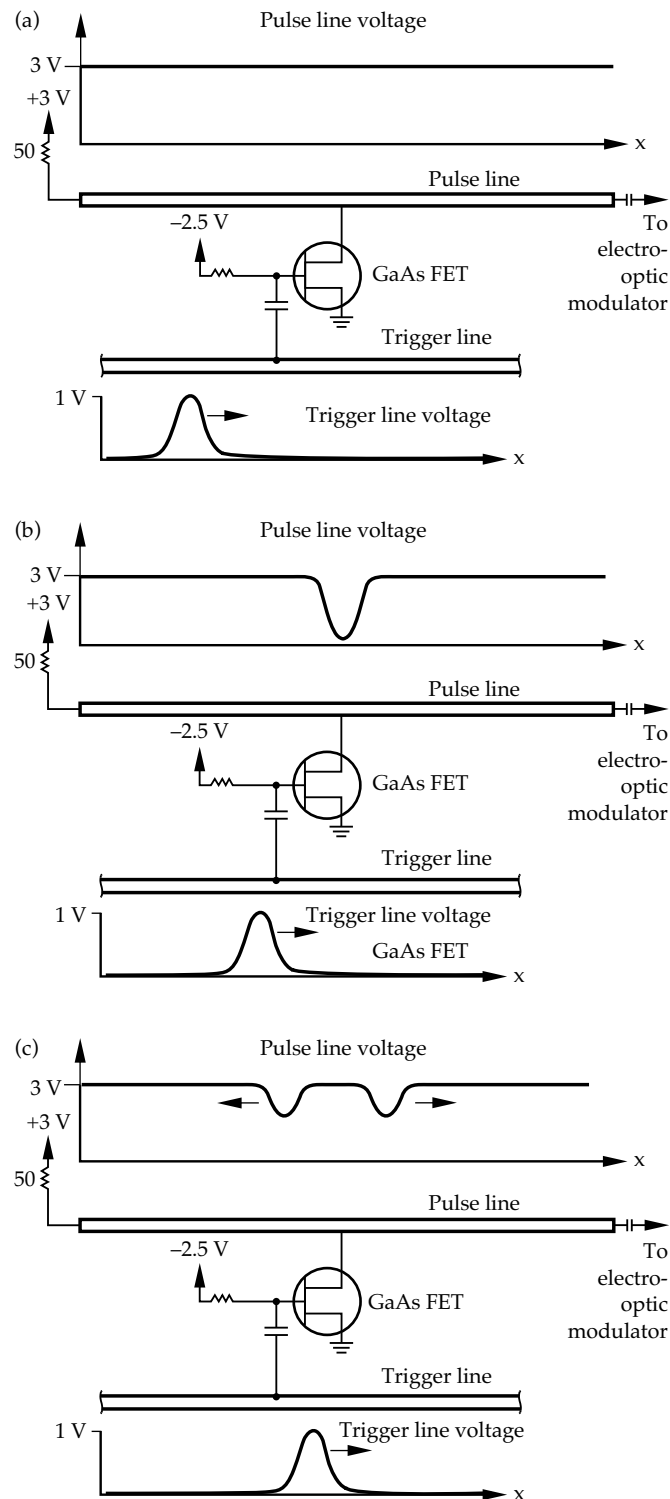 (a)
Pulse line voltage
3 V
+3 V
50
x
Pulse line
To
electro-
optic
modulator
–2.5 V
GaAs FET
Trigger line
1 V
Trigger line voltage
x
(b)
Pulse line voltage
3 V
+3 V
50
x
Pulse line
To
electro-
optic
modulator
–2.5 V
GaAs FET
Trigger line
1 V
Trigger line voltage
GaAs FET
x
(c)
Pulse line voltage
3 V
+3 V
50
x
Pulse line
To
electro-
optic
modulator
–2.5 V
GaAs FET
Trigger line
1 V
Trigger line voltage
x